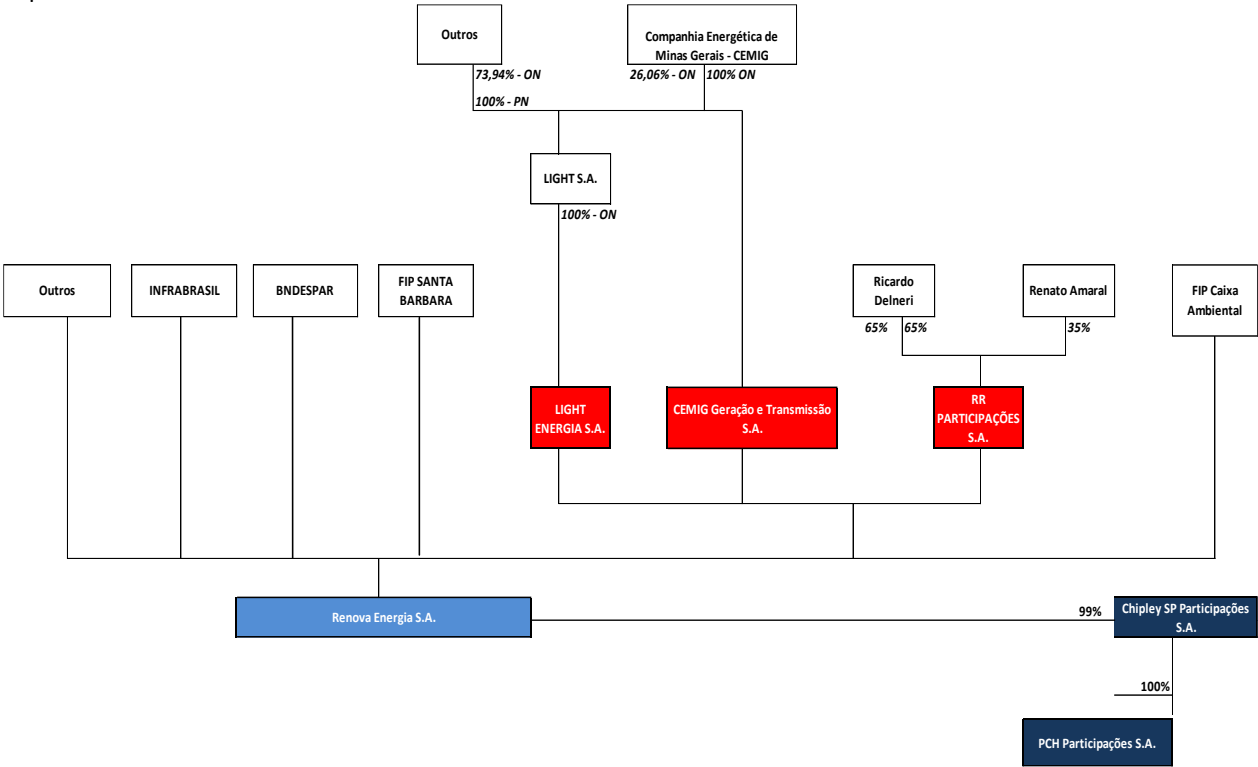 Outros
Companhia Energética de
Minas Gerais - CEMIG
73,94% - ON
26,06% - ON
100% ON
100% - PN
LIGHT S.A.
100% - ON
Outros
INFRABRASIL
BNDESPAR
FIP SANTA
BARBARA
Ricardo
Delneri
Renato Amaral
FIP Caixa
Ambiental
65%
65%
35%
LIGHT
ENERGIA S.A.
CEMIG Geração e Transmissão
S.A.
RR
PARTICIPAÇÕES
S.A.
Renova Energia S.A.
99%
Chipley SP Participações
S.A.
100%
PCH Participações S.A.